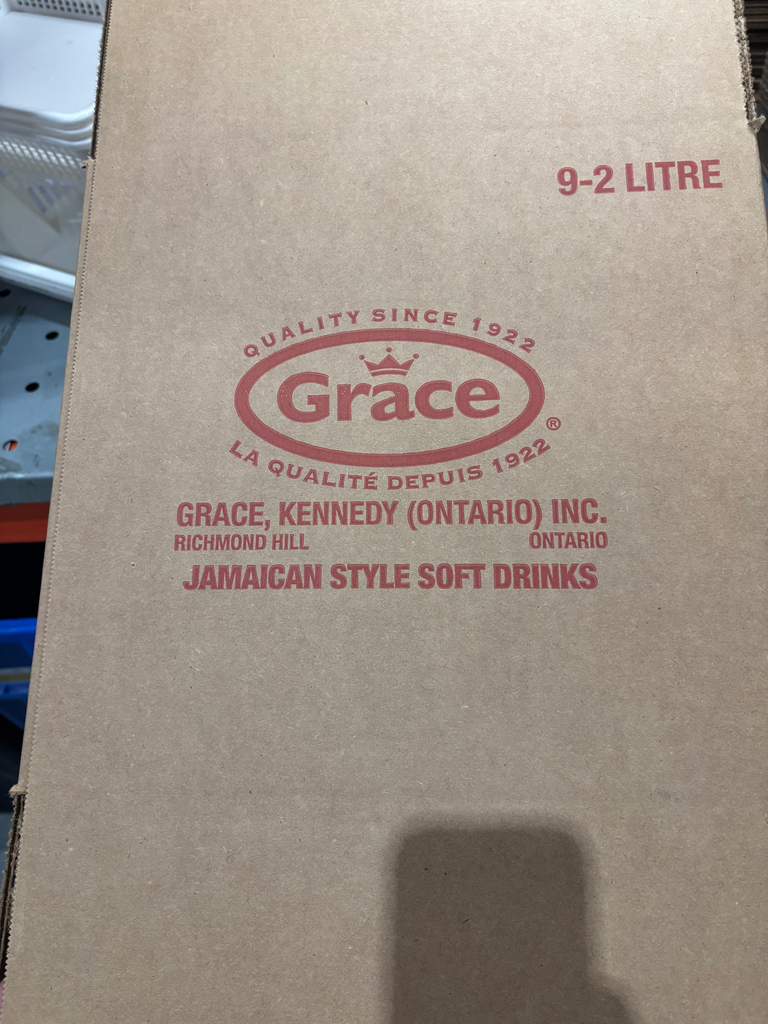 9-2 LITRE
QUALITY SINCE 1922
Grace
®
LA QUALITÉ DEPUIS 1922
GRACE, KENNEDY (ONTARIO) INC.
RICHMOND HILL ONTARIO
JAMAICAN STYLE SOFT DRINKS